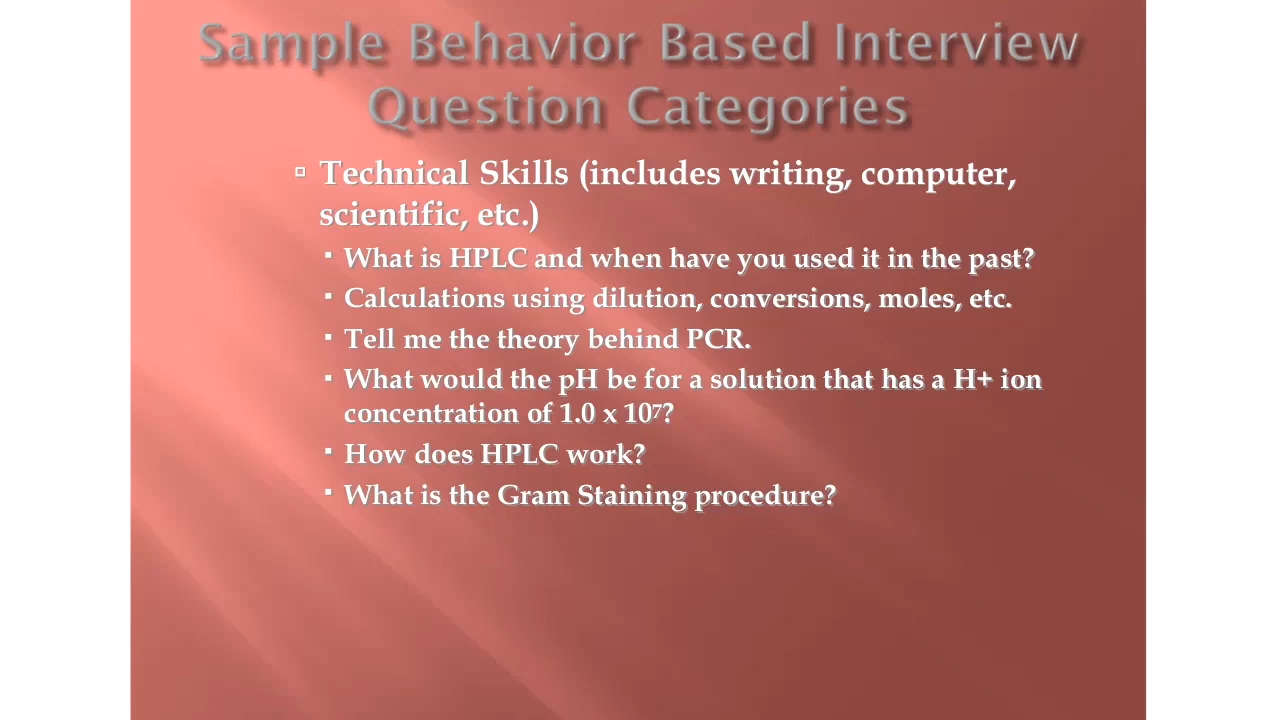 Sample Behavior Based Interview
Question Categories
Technical Skills (includes writing, computer,
scientific, etc.)
What is HPLC and when have you used it in the past?
Calculations using dilution, conversions, moles, etc.
Tell me the theory behind PCR.
What would the pH be for a solution that has a H+ ion
concentration of 1.0 x 10⁷?
How does HPLC work?
What is the Gram Staining procedure?